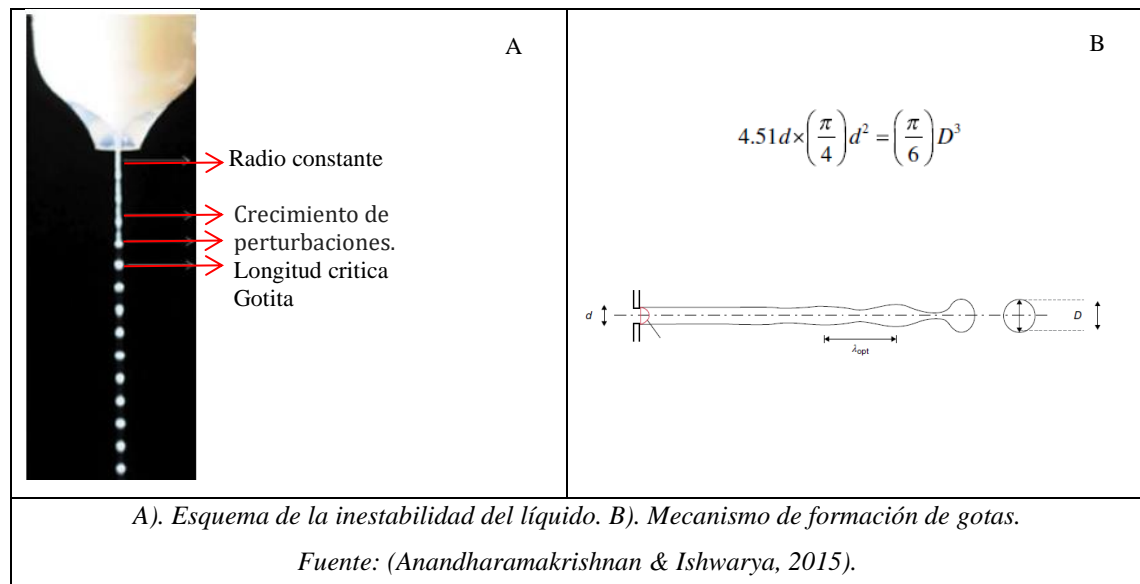 A
Radio constante
Crecimiento de
perturbaciones.
Longitud critica
Gotita
B
4.51d×(π/4)d²=(π/6)D³
d
λopt
D
A). Esquema de la inestabilidad del líquido. B). Mecanismo de formación de gotas.
Fuente: (Anandharamakrishnan & Ishwarya, 2015).